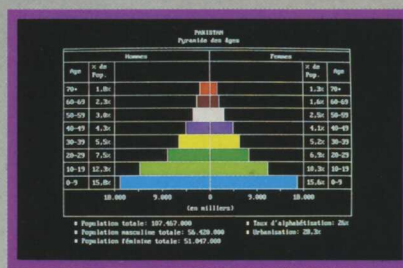 PAKISTAN
Pyramide des Ages
Hommes Femmes
Age % de Pop. % de Pop. Age
70+ 1.8% 1.3% 70+
60-69 2.3% 1.6% 60-69
50-59 3.0% 2.5% 50-59
40-49 4.3% 4.1% 40-49
30-39 5.5% 5.2% 30-39
20-29 7.5% 6.9% 20-29
10-19 12.3% 10.3% 10-19
0-9 15.8% 15.6% 0-9
10.000 5.000 0 5.000 10.000
(en milliers)
Population totale: 107.467.000
Population masculine totale: 56.420.000
Population féminine totale: 51.047.000
Taux d'alphabétisation: 26%
Urbanisation: 28.3%